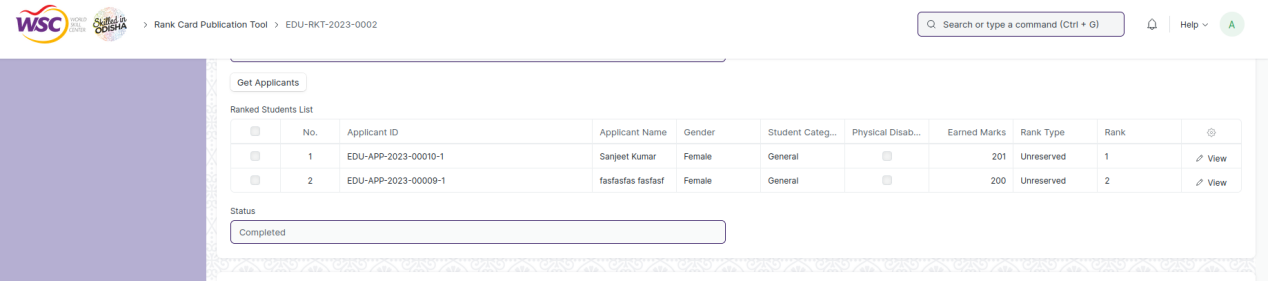 WSC WORLD SKILL CENTER Skilled in ODISHA > Rank Card Publication Tool > EDU-RKT-2023-0002 Search or type a command (Ctrl + G) Help A
Get Applicants
Ranked Students List
No. Applicant ID Applicant Name Gender Student Categ... Physical Disab... Earned Marks Rank Type Rank
1 EDU-APP-2023-00010-1 Sanjeet Kumar Female General 201 Unreserved 1 View
2 EDU-APP-2023-00009-1 fasfasfas fasfasf Female General 200 Unreserved 2 View
Status
Completed